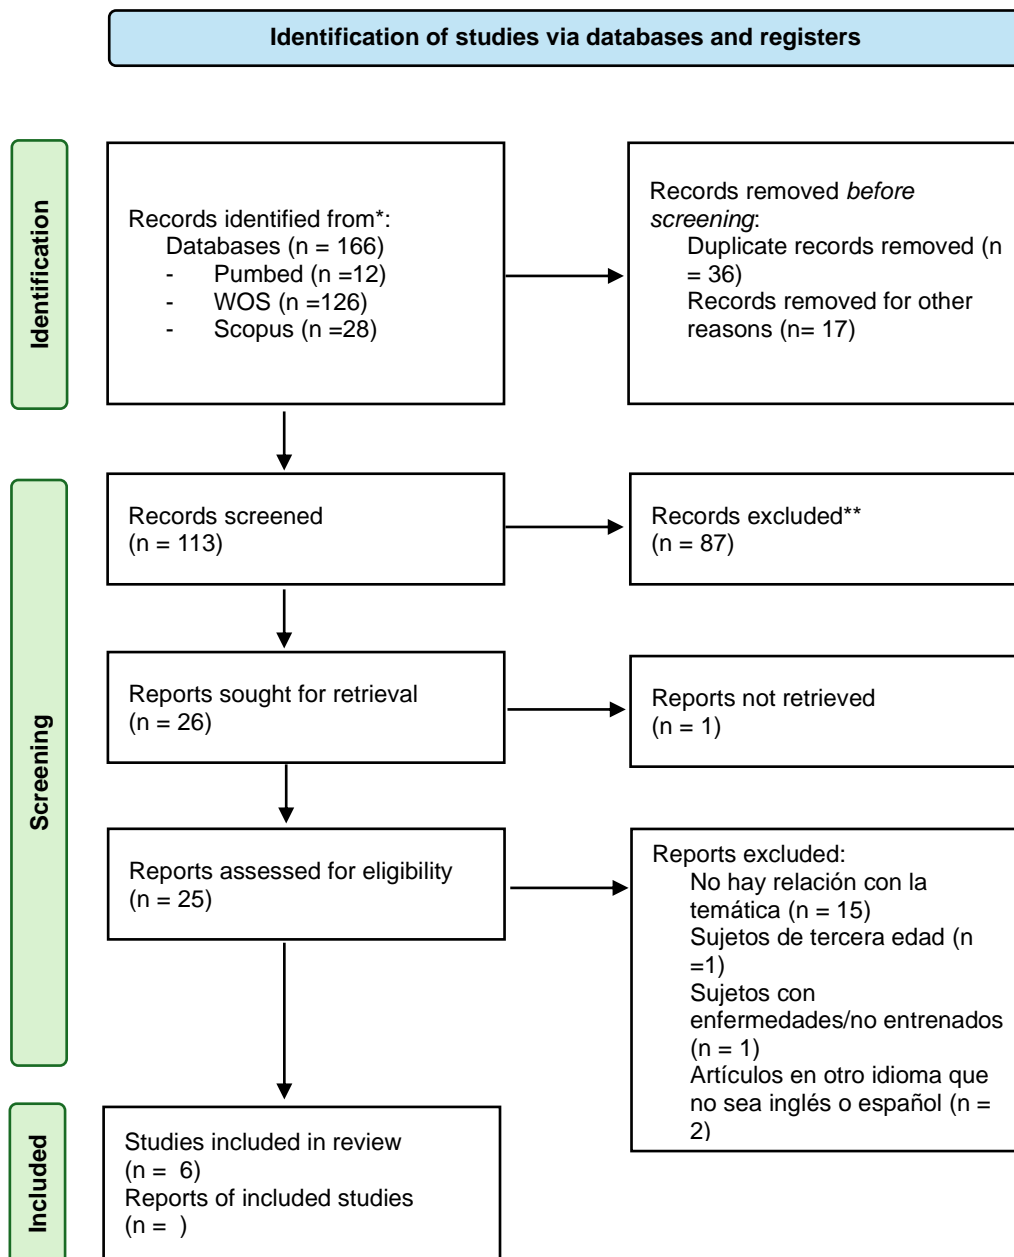 Identification of studies via databases and registers
Identification
Records identified from*:
Databases (n = 166)
- Pumbed (n =12)
- WOS (n =126)
- Scopus (n =28)
Records removed before
screening:
Duplicate records removed (n
= 36)
Records removed for other
reasons (n= 17)
Screening
Records screened
(n = 113)
Records excluded**
(n = 87)
Reports sought for retrieval
(n = 26)
Reports not retrieved
(n = 1)
Reports assessed for eligibility
(n = 25)
Reports excluded:
No hay relación con la
temática (n = 15)
Sujetos de tercera edad (n
=1)
Sujetos con
enfermedades/no entrenados
(n = 1)
Artículos en otro idioma que
no sea inglés o español (n =
2)
Included
Studies included in review
(n =  6)
Reports of included studies
(n =  )